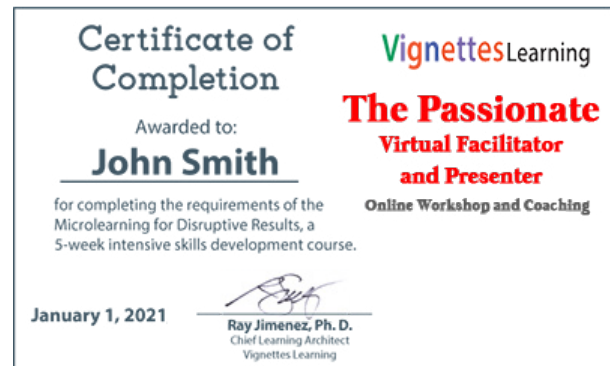 Certificate of
Completion
Awarded to:
John Smith
for completing the requirements of the
Microlearning for Disruptive Results, a
5-week intensive skills development course.
January 1, 2021
Ray Jimenez, Ph. D.
Chief Learning Architect
Vignettes Learning
VignettesLearning
The Passionate
Virtual Facilitator
and Presenter
Online Workshop and Coaching